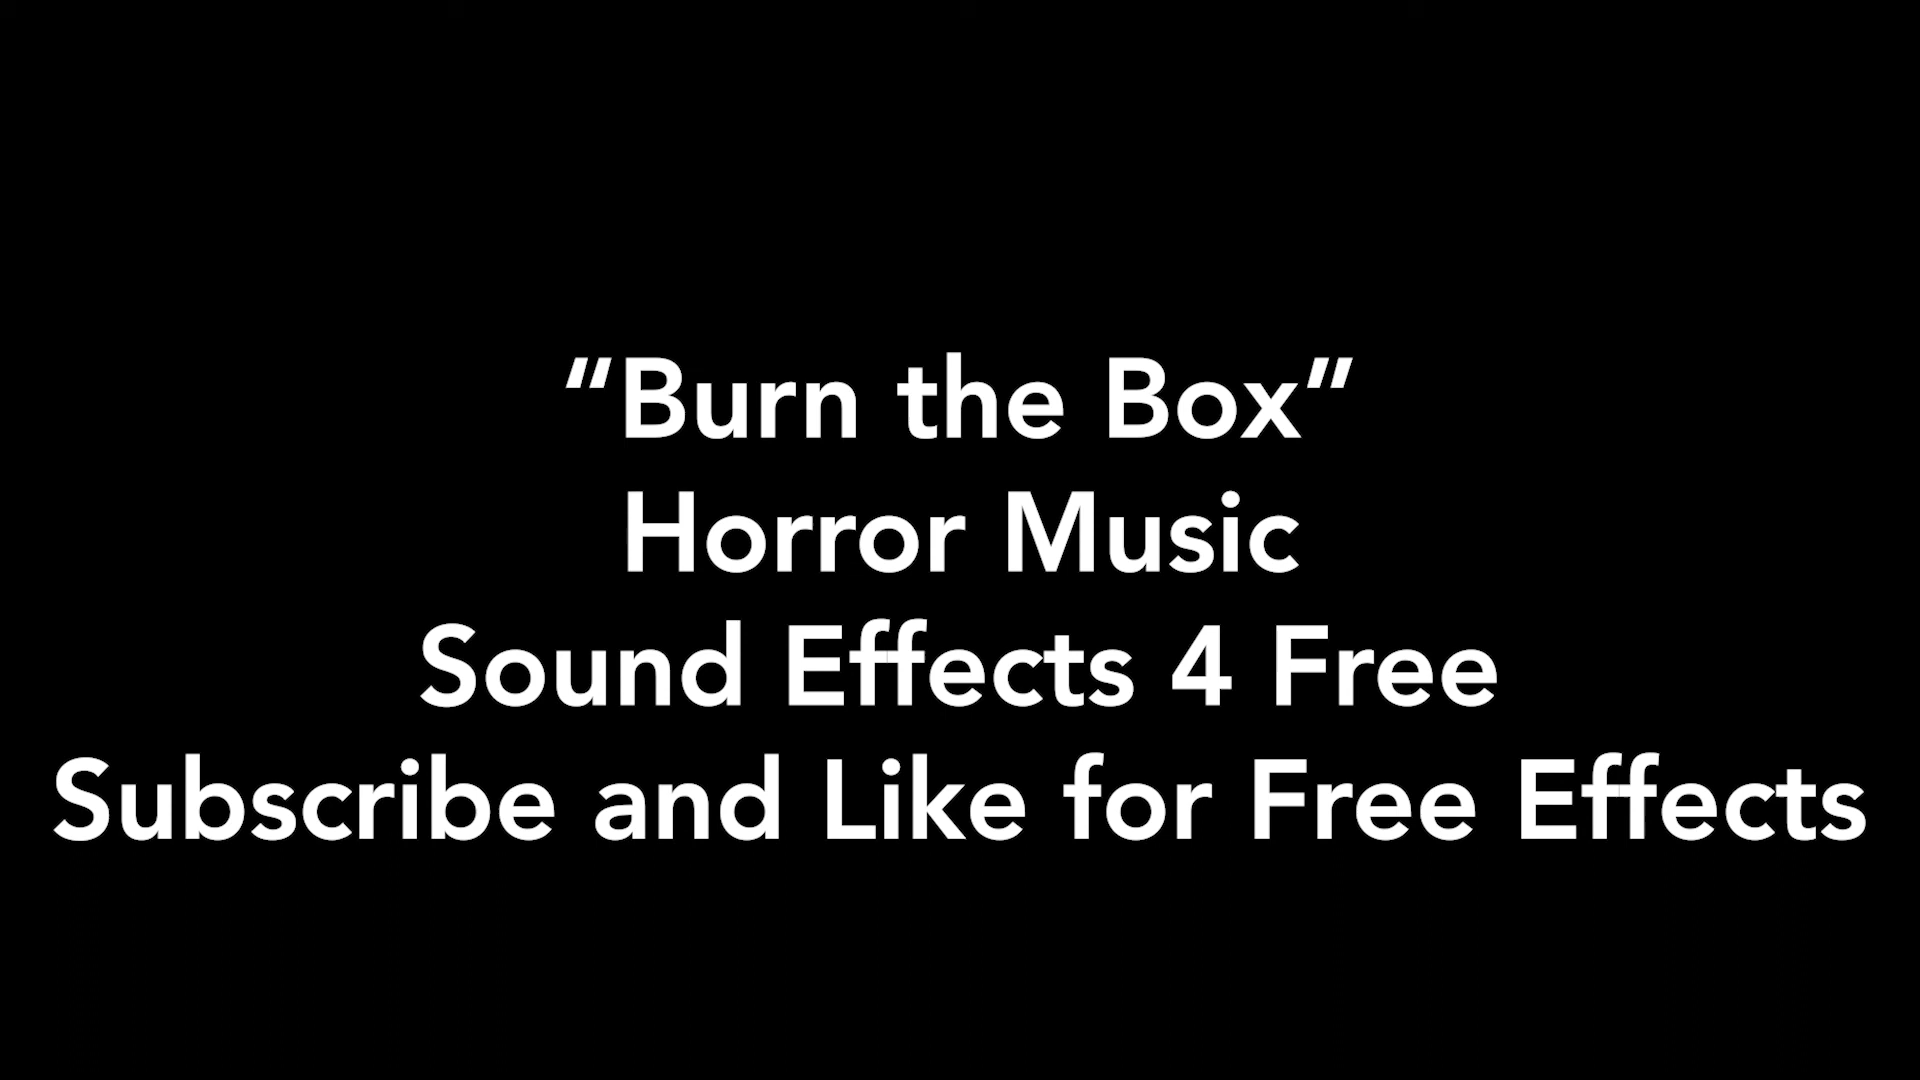 “Burn the Box”
Horror Music
Sound Effects 4 Free
Subscribe and Like for Free Effects